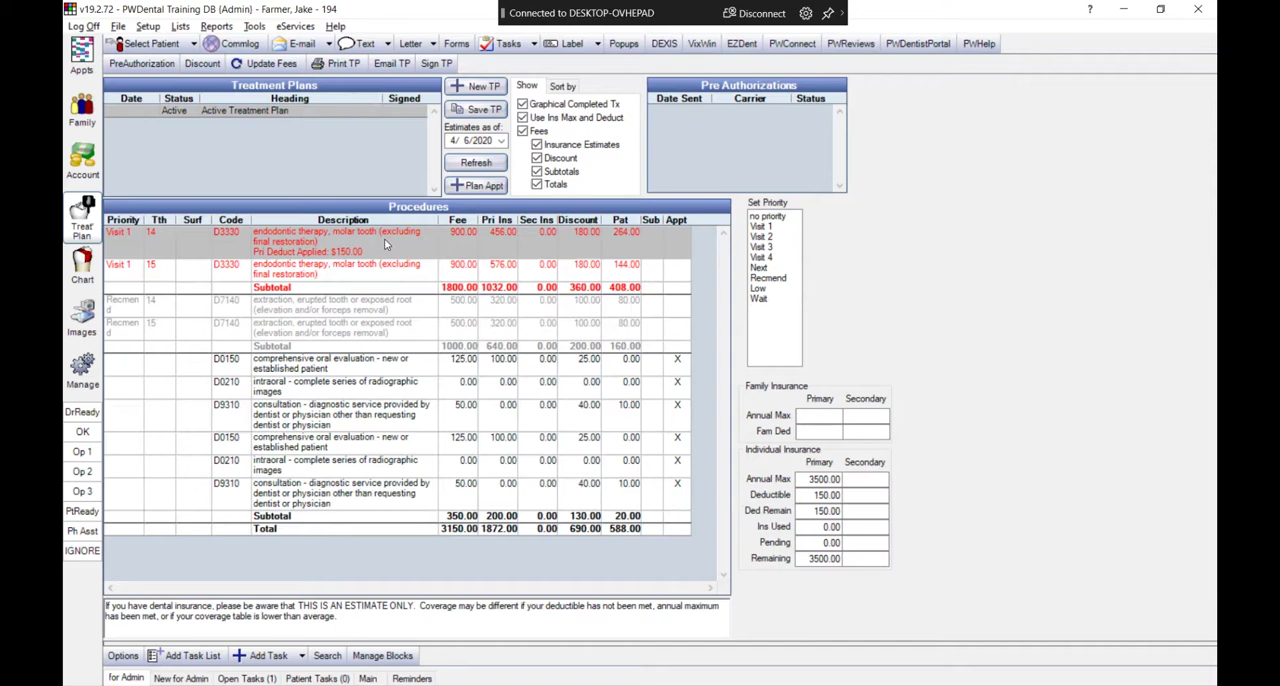 v19.2.72 - PWDental Training DB {Admin} - Farmer, Jake - 194
Connected to DESKTOP-OVHEPAD
Disconnect
?
Log Off File Setup Lists Reports Tools eServices Help
Select Patient Commlog E-mail Text Letter Forms Tasks Label Popups DEXIS VixWin EZDent PWConnect PWReviews PWDentistPortal PWHelp
PreAuthorization Discount Update Fees Print TP Email TP Sign TP
Appts
Family
Account
Treat' Plan
Chart
Images
Manage
DrReady
OK
Op 1
Op 2
Op 3
PtReady
Ph Asst
IGNORE
Treatment Plans
Date Status Heading Signed
Active Active Treatment Plan
New TP
Save TP
Estimates as of:
4/ 6/2020
Refresh
Plan Appt
Show Sort by
Graphical Completed Tx
Use Ins Max and Deduct
Fees
Insurance Estimates
Discount
Subtotals
Totals
Pre Authorizations
Date Sent Carrier Status
Procedures
Priority Tth Surf Code Description Fee Pri Ins Sec Ins Discount Pat Sub Appt
Visit 1 14 D3330 endodontic therapy, molar tooth (excluding 900.00 456.00 0.00 180.00 264.00
final restoration)
Pri Deduct Applied: $150.00
Visit 1 15 D3330 endodontic therapy, molar tooth (excluding 900.00 576.00 0.00 180.00 144.00
final restoration)
Subtotal 1800.00 1032.00 0.00 360.00 408.00
Recmen 14 D7140 extraction, erupted tooth or exposed root 500.00 320.00 0.00 100.00 80.00
d (elevation and/or forceps removal)
Recmen 15 D7140 extraction, erupted tooth or exposed root 500.00 320.00 0.00 100.00 80.00
d (elevation and/or forceps removal)
Subtotal 1000.00 640.00 0.00 200.00 160.00
D0150 comprehensive oral evaluation - new or 125.00 100.00 0.00 25.00 0.00 X
established patient
D0210 intraoral - complete series of radiographic 0.00 0.00 0.00 0.00 0.00 X
images
D9310 consultation - diagnostic service provided by 50.00 0.00 0.00 40.00 10.00 X
dentist or physician other than requesting
dentist or physician
D0150 comprehensive oral evaluation - new or 125.00 100.00 0.00 25.00 0.00 X
established patient
D0210 intraoral - complete series of radiographic 0.00 0.00 0.00 0.00 0.00 X
images
D9310 consultation - diagnostic service provided by 50.00 0.00 0.00 40.00 10.00 X
dentist or physician other than requesting
dentist or physician
Subtotal 350.00 200.00 0.00 130.00 20.00
Total 3150.00 1872.00 0.00 690.00 588.00
Set Priority
no priority
Visit 1
Visit 2
Visit 3
Visit 4
Next
Recmend
Low
Wait
Family Insurance
Primary Secondary
Annual Max
Fam Ded
Individual Insurance
Primary Secondary
Annual Max 3500.00
Deductible 150.00
Ded Remain 150.00
Ins Used 0.00
Pending 0.00
Remaining 3500.00
If you have dental insurance, please be aware that THIS IS AN ESTIMATE ONLY. Coverage may be different if your deductible has not been met, annual maximum
has been met, or if your coverage table is lower than average.
Options Add Task List Add Task Search Manage Blocks
for Admin New for Admin Open Tasks (1) Patient Tasks (0) Main Reminders